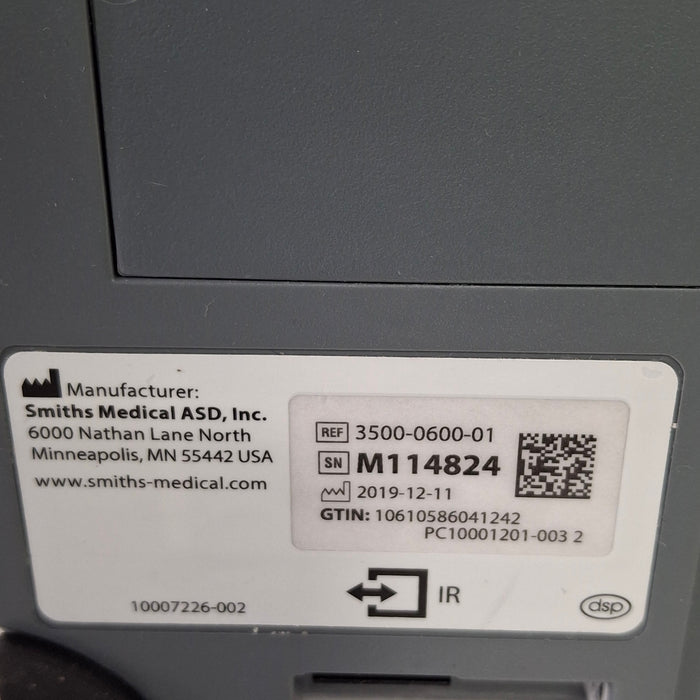 Manufacturer:
Smiths Medical ASD, Inc.
6000 Nathan Lane North
Minneapolis, MN 55442 USA
www.smiths-medical.com
REF 3500-0600-01
SN M114824
2019-12-11
GTIN: 10610586041242
PC10001201-003 2
10007226-002
IR
dsp